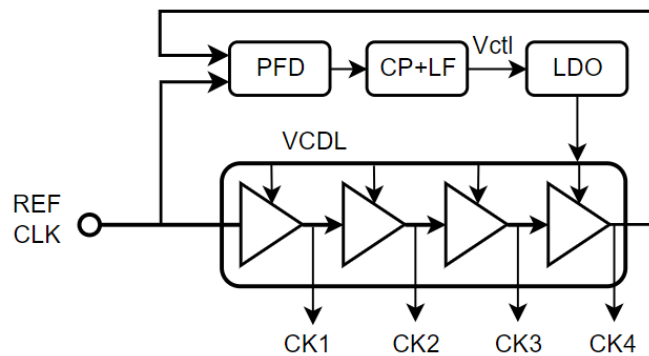 Vctl
PFD
CP+LF
LDO
VCDL
REF
CLK
CK1
CK2
CK3
CK4